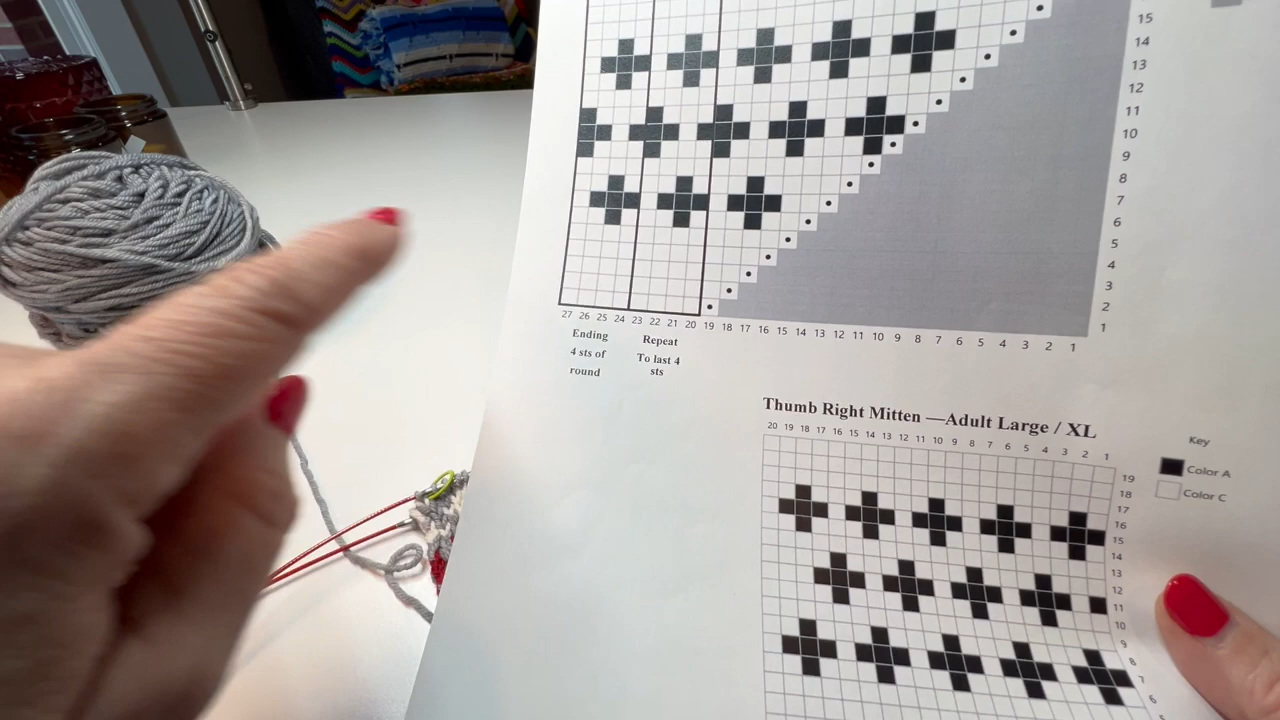 15
14
13
12
11
10
9
8
7
6
5
4
3
2
1
27 26 25 24 23 22 21 20 19 18 17 16 15 14 13 12 11 10 9 8 7 6 5 4 3 2 1
Ending
4 sts of
round
Repeat
To last 4
sts
Thumb Right Mitten —Adult Large / XL
20 19 18 17 16 15 14 13 12 11 10 9 8 7 6 5 4 3 2 1
19
18
17
16
15
14
13
12
11
10
9
8
7
6
Key
Color A
Color C